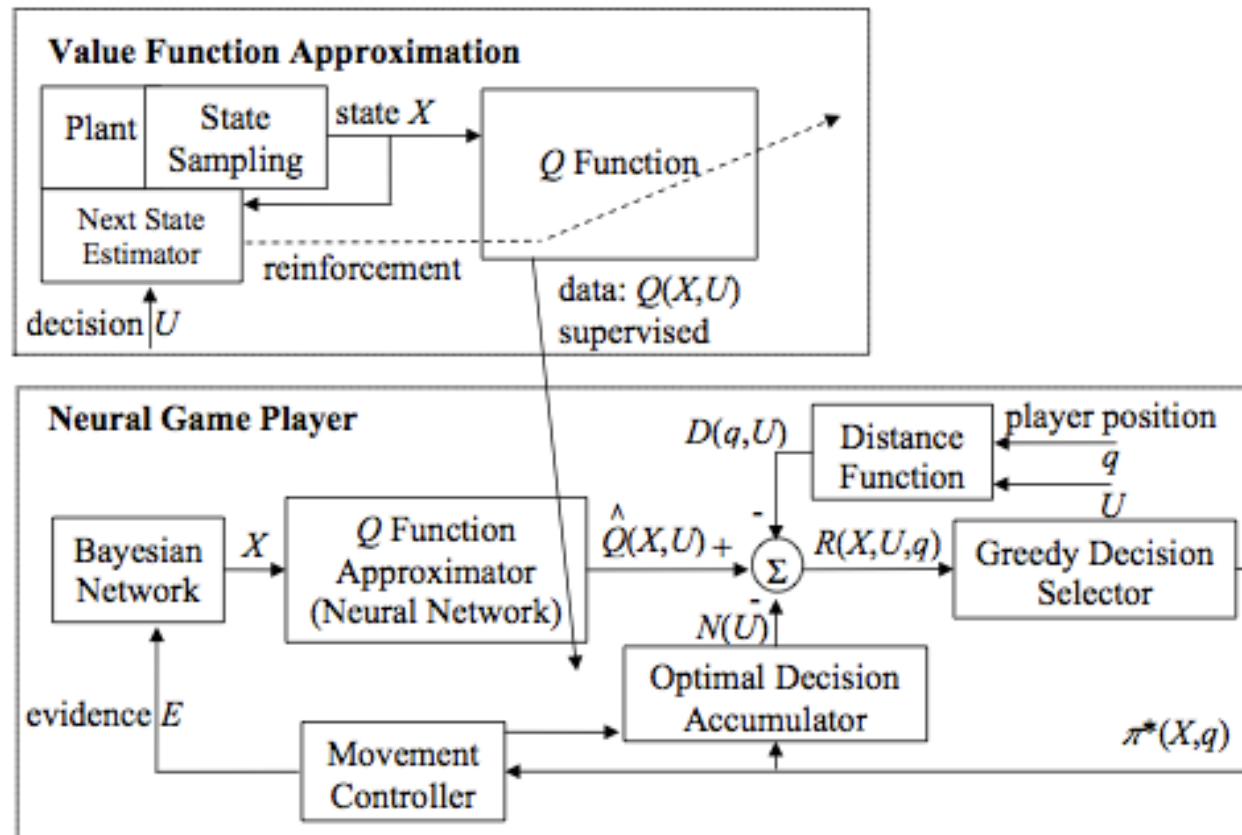 Value Function Approximation
Plant
State
Sampling
state X
Q Function
Next State
Estimator
reinforcement
decision U
data: Q(X,U)
supervised
Neural Game Player
D(q,U)
Distance
Function
player position
q
U
Bayesian
Network
X
Q Function
Approximator
(Neural Network)
^
Q(X,U) +
-
Σ
-
R(X,U,q)
Greedy Decision
Selector
N(U)
Optimal Decision
Accumulator
evidence E
Movement
Controller
π*(X,q)